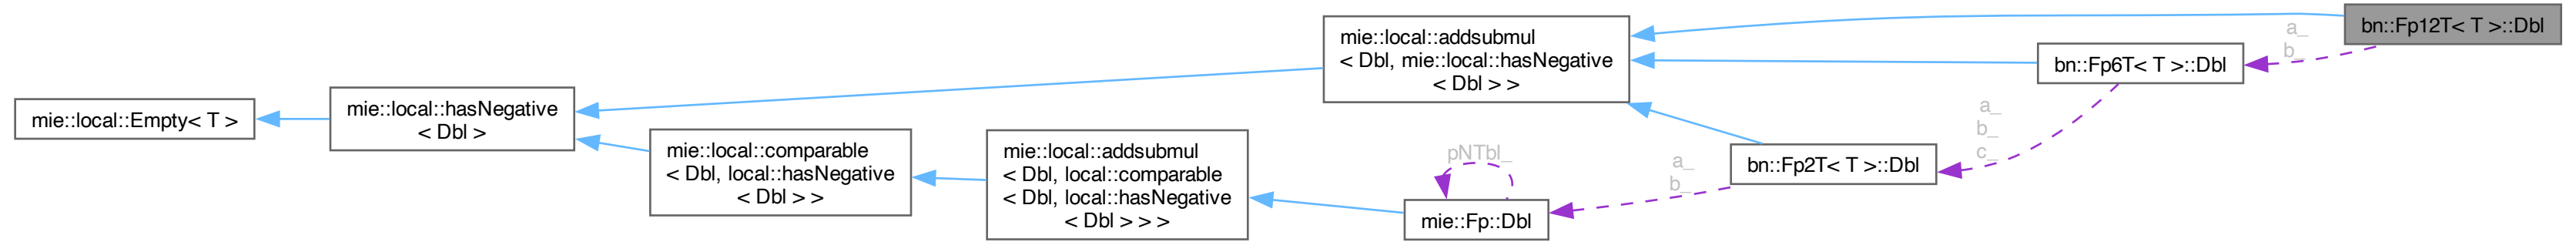 mie::local::Empty< T >
mie::local::hasNegative
< Dbl >
mie::local::comparable
< Dbl, local::hasNegative
< Dbl > >
mie::local::addsubmul
< Dbl, local::comparable
< Dbl, local::hasNegative
< Dbl > > >
mie::local::addsubmul
< Dbl, mie::local::hasNegative
< Dbl > >
pNTbl_
mie::Fp::Dbl
a_
b_
bn::Fp2T< T >::Dbl
a_
b_
c_
bn::Fp6T< T >::Dbl
a_
b_
bn::Fp12T< T >::Dbl